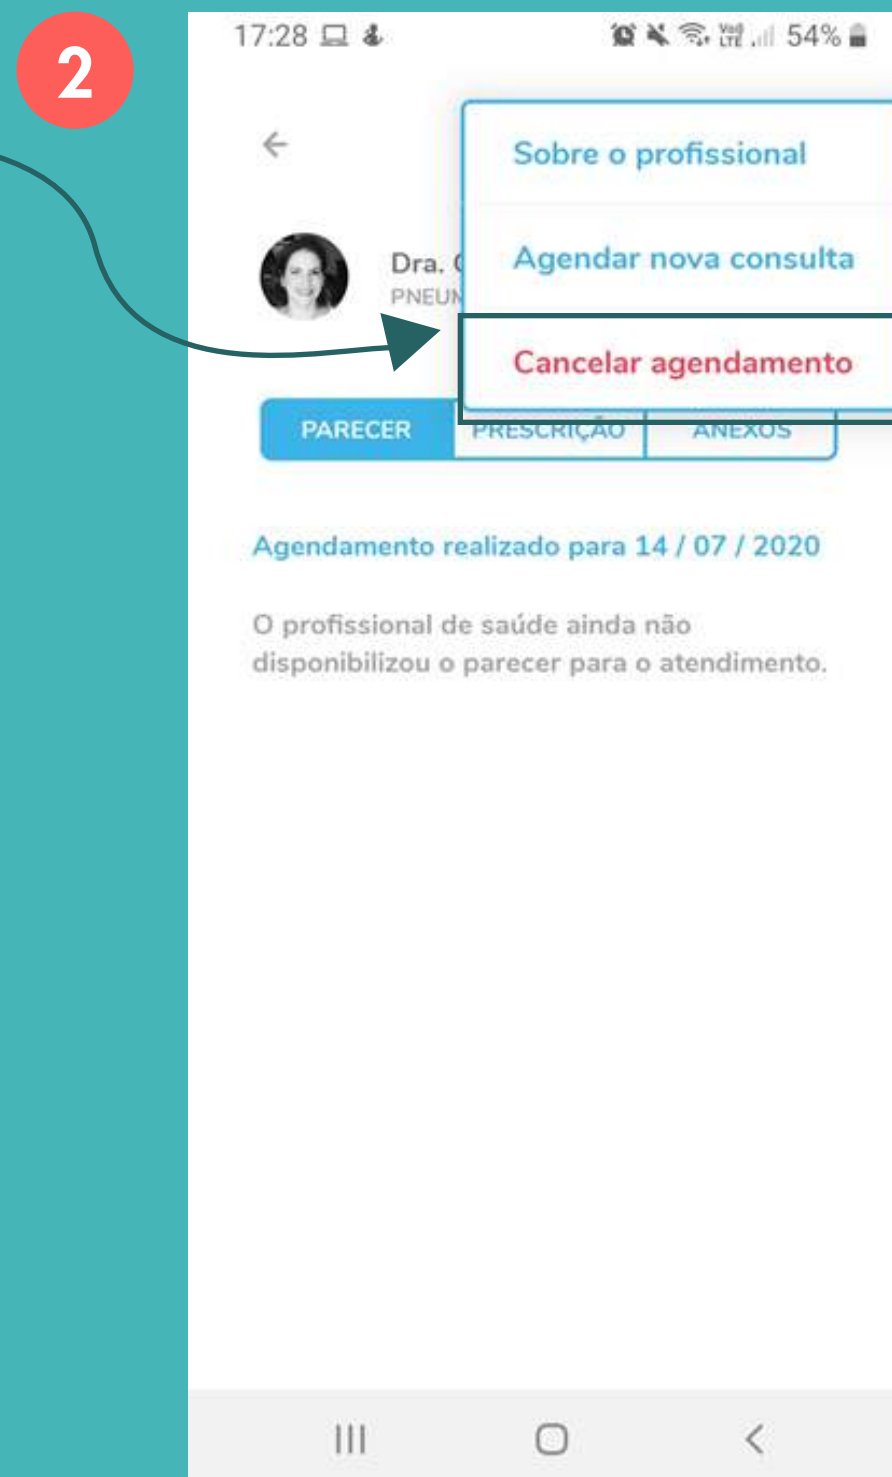 2
17:28
54%
Sobre o profissional
Dra.
Agendar nova consulta
Cancelar agendamento
PARECER PRESCRIÇÃO ANEXOS
Agendamento realizado para 14 / 07 / 2020
O profissional de saúde ainda não
disponibilizou o parecer para o atendimento.